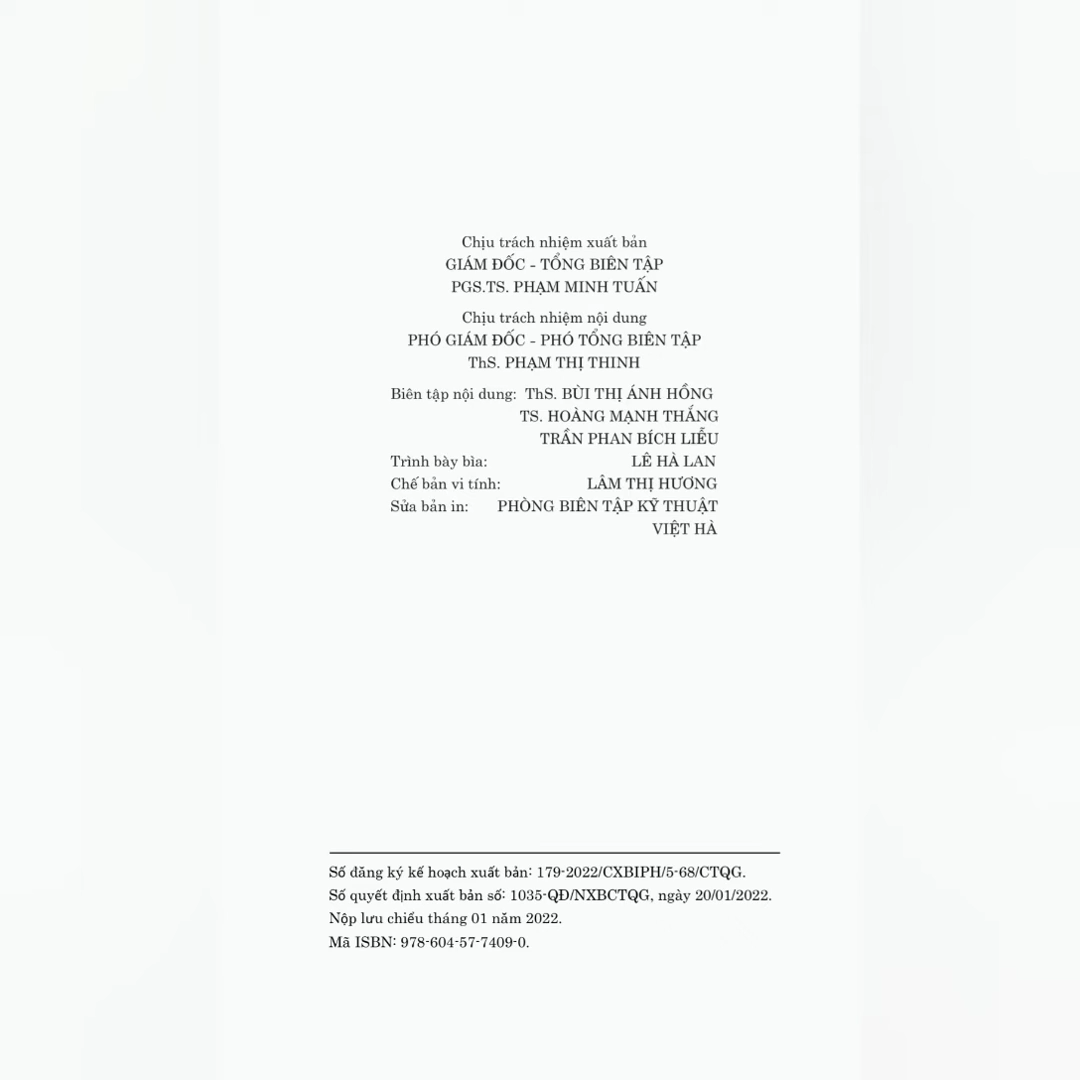 Chịu trách nhiệm xuất bản
GIÁM ĐỐC - TỔNG BIÊN TẬP
PGS.TS. PHẠM MINH TUẤN
Chịu trách nhiệm nội dung
PHÓ GIÁM ĐỐC - PHÓ TỔNG BIÊN TẬP
ThS. PHẠM THỊ THINH
Biên tập nội dung: ThS. BÙI THỊ ÁNH HỒNG
TS. HOÀNG MẠNH THẮNG
TRẦN PHAN BÍCH LIỄU
Trình bày bìa: LÊ HÀ LAN
Chế bản vi tính: LÂM THỊ HƯƠNG
Sửa bản in: PHÒNG BIÊN TẬP KỸ THUẬT
VIỆT HÀ
Số đăng ký kế hoạch xuất bản: 179-2022/CXBIPH/5-68/CTQG.
Số quyết định xuất bản số: 1035-QĐ/NXBCTQG, ngày 20/01/2022.
Nộp lưu chiểu tháng 01 năm 2022.
Mã ISBN: 978-604-57-7409-0.